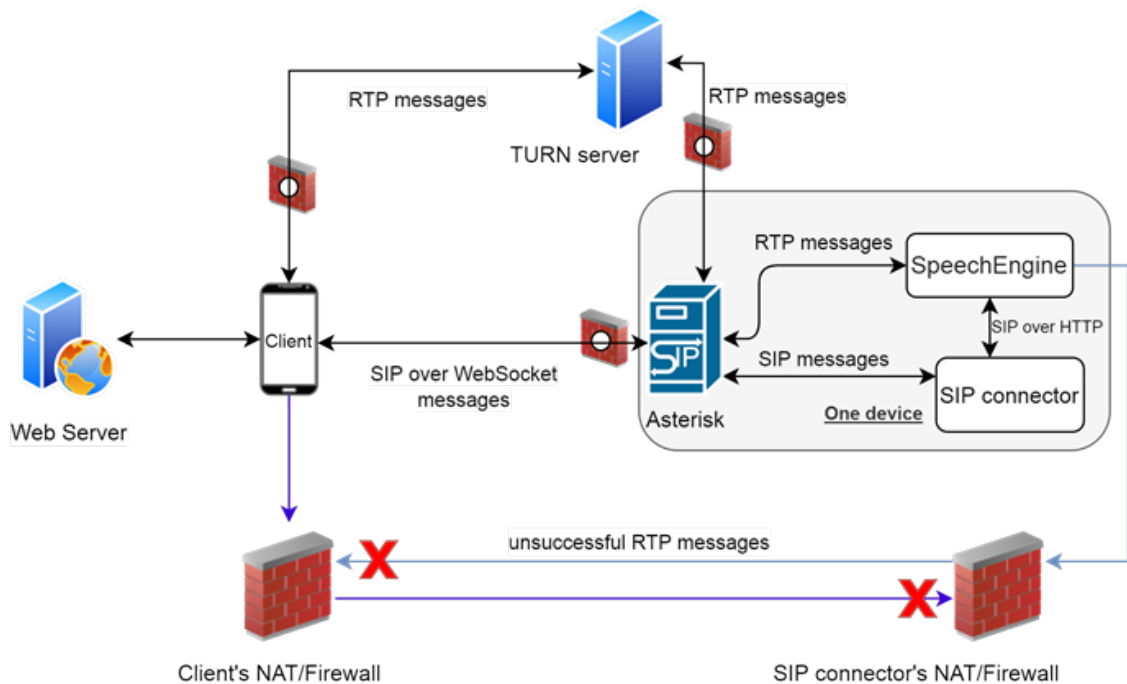 RTP messages
RTP messages
TURN server
RTP messages
SpeechEngine
Client
SIP over HTTP
SIP
SIP over WebSocket
messages
SIP messages
SIP connector
Web Server
Asterisk
One device
unsuccessful RTP messages
X
X
Client's NAT/Firewall
SIP connector's NAT/Firewall